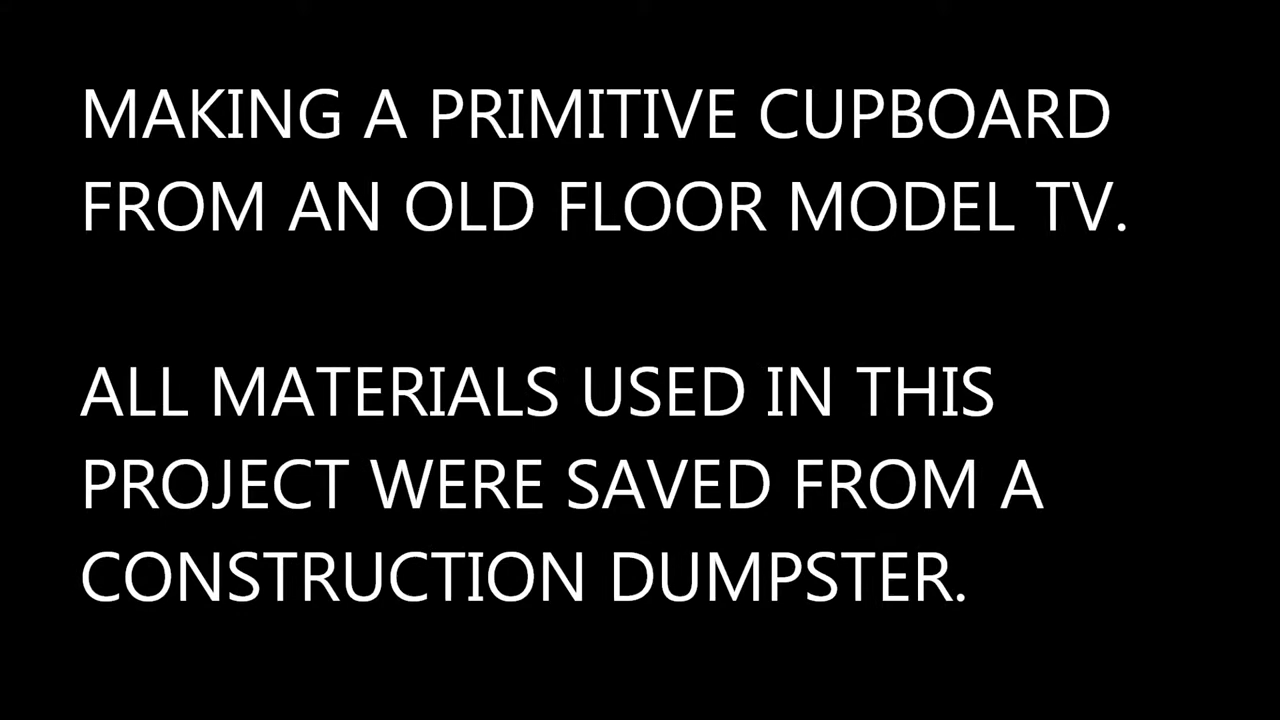 MAKING A PRIMITIVE CUPBOARD
FROM AN OLD FLOOR MODEL TV.
ALL MATERIALS USED IN THIS
PROJECT WERE SAVED FROM A
CONSTRUCTION DUMPSTER.